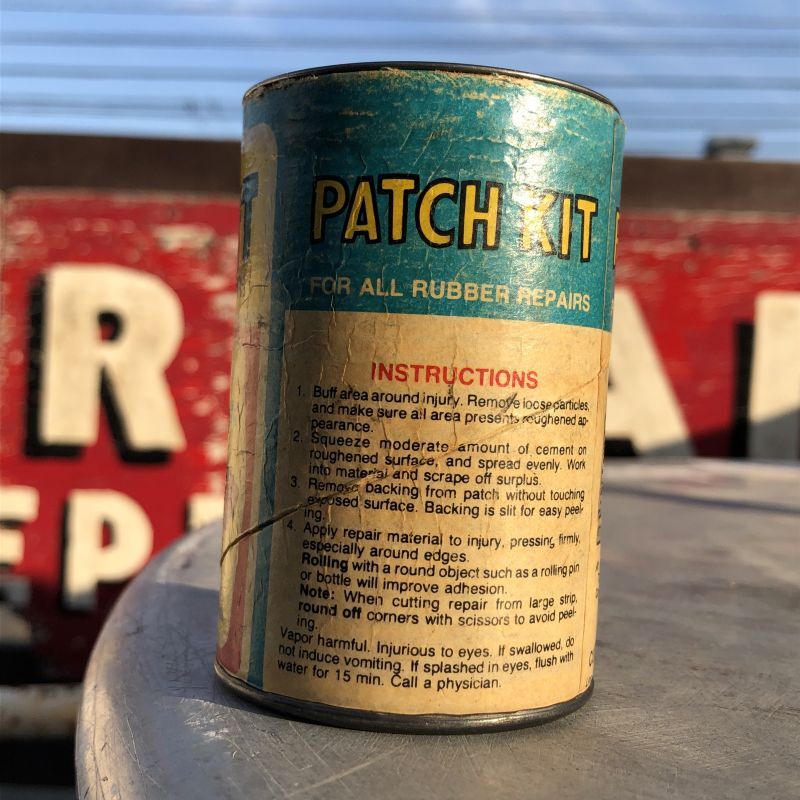 PATCH KIT
FOR ALL RUBBER REPAIRS
INSTRUCTIONS
1. Buff area around injury. Remove loose particles,
and make sure all area presents roughened ap-
pearance.
2. Squeeze moderate amount of cement on
roughened surface, and spread evenly. Work
into material and scrape off surplus.
3. Remove backing from patch without touching
exposed surface. Backing is slit for easy peel-
ing.
4. Apply repair material to injury, pressing firmly,
especially around edges.
Rolling with a round object such as a rolling pin
or bottle will improve adhesion.
Note: When cutting repair from large strip,
round off corners with scissors to avoid peel-
ing.
Vapor harmful. Injurious to eyes. If swallowed, do
not induce vomiting. If splashed in eyes, flush with
water for 15 min. Call a physician.